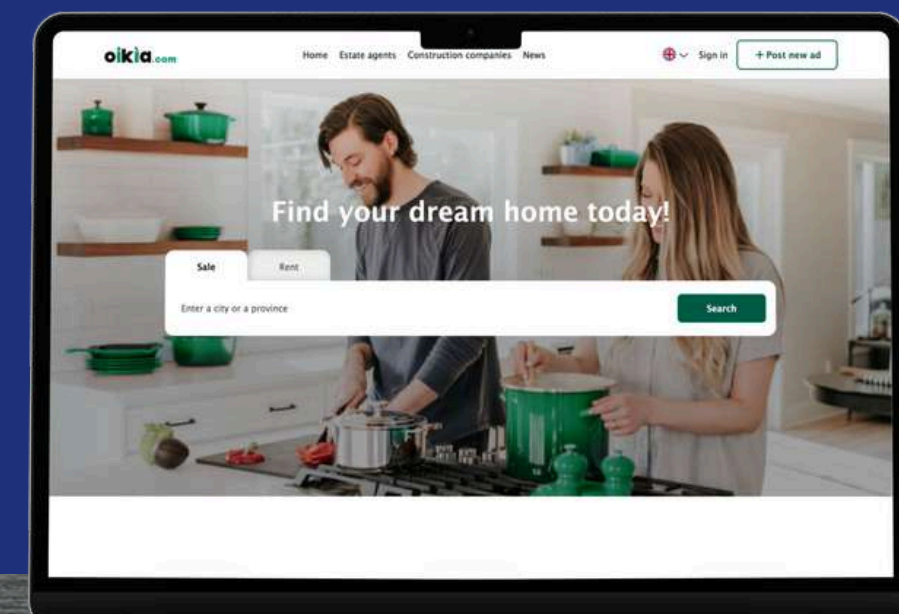 oikìa.com
Home Estate agents Construction companies News
Sign in
+ Post new ad
Find your dream home today!
Sale Rent
Enter a city or a province
Search